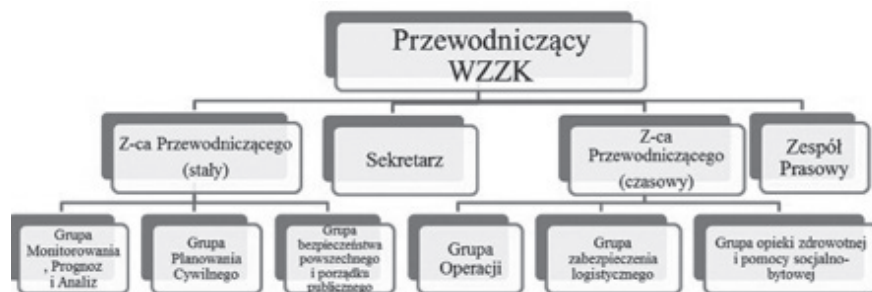 Przewodniczący
WZZK
Z-ca Przewodniczącego
(stały)
Sekretarz
Z-ca
Przewodniczącego
(czasowy)
Zespół
Prasowy
Grupa
Monitorowania
, Prognoz
i Analiz
Grupa
Planowania
Cywilnego
Grupa
bezpieczeństwa
powszechnego
i porządku
publicznego
Grupa
Operacji
Grupa
zabezpieczenia
logistycznego
Grupa opieki zdrowotnej
i pomocy socjalno-
bytowej